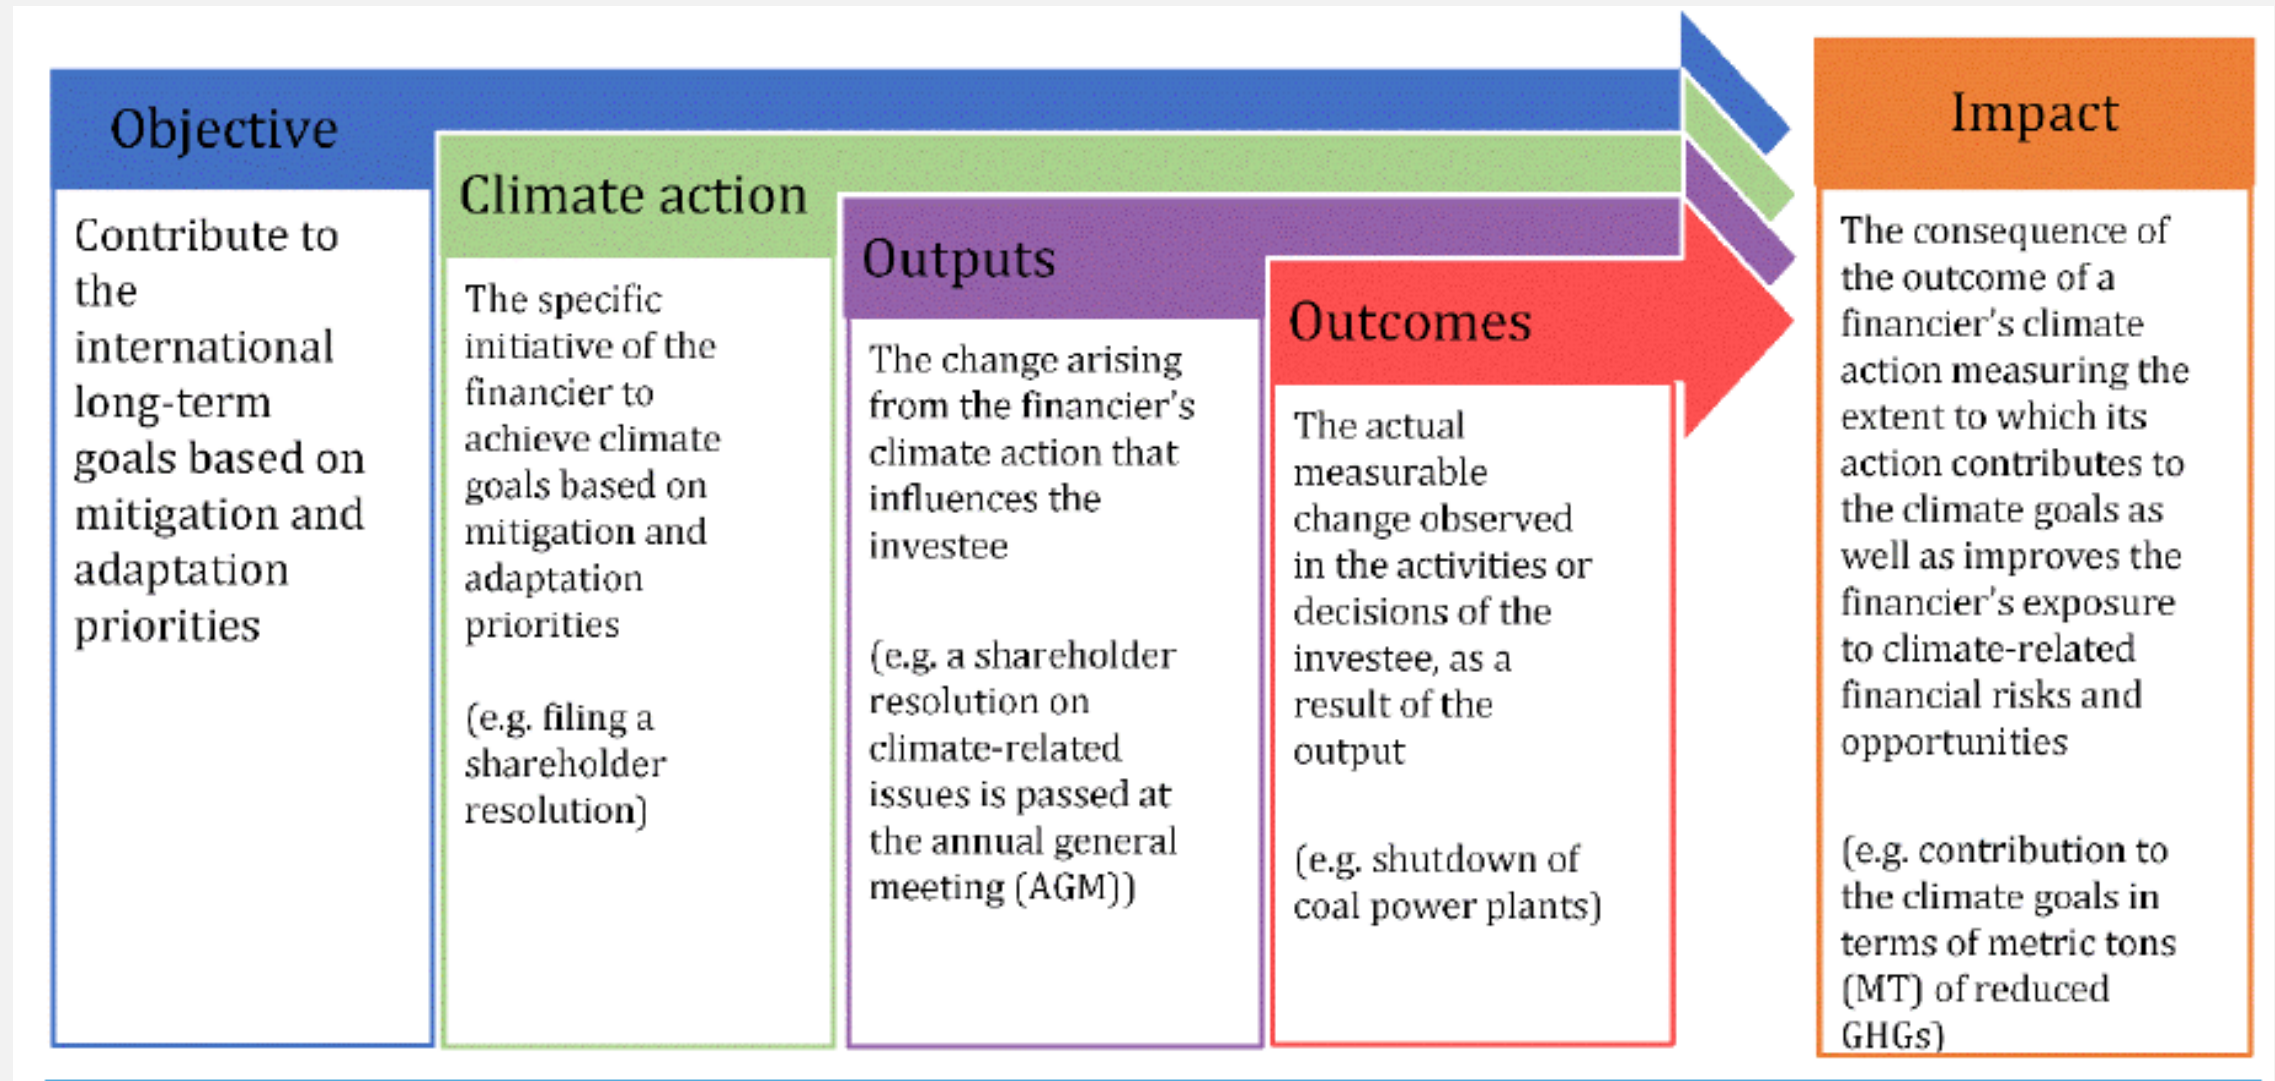 Objective
Contribute to
the
international
long-term
goals based on
mitigation and
adaptation
priorities
Climate action
The specific
initiative of the
financier to
achieve climate
goals based on
mitigation and
adaptation
priorities
(e.g. filing a
shareholder
resolution)
Outputs
The change arising
from the financier's
climate action that
influences the
investee
(e.g. a shareholder
resolution on
climate-related
issues is passed at
the annual general
meeting (AGM))
Outcomes
The actual
measurable
change observed
in the activities or
decisions of the
investee, as a
result of the
output
(e.g. shutdown of
coal power plants)
Impact
The consequence of
the outcome of a
financier's climate
action measuring the
extent to which its
action contributes to
the climate goals as
well as improves the
financier's exposure
to climate-related
financial risks and
opportunities
(e.g. contribution to
the climate goals in
terms of metric tons
(MT) of reduced
GHGs)